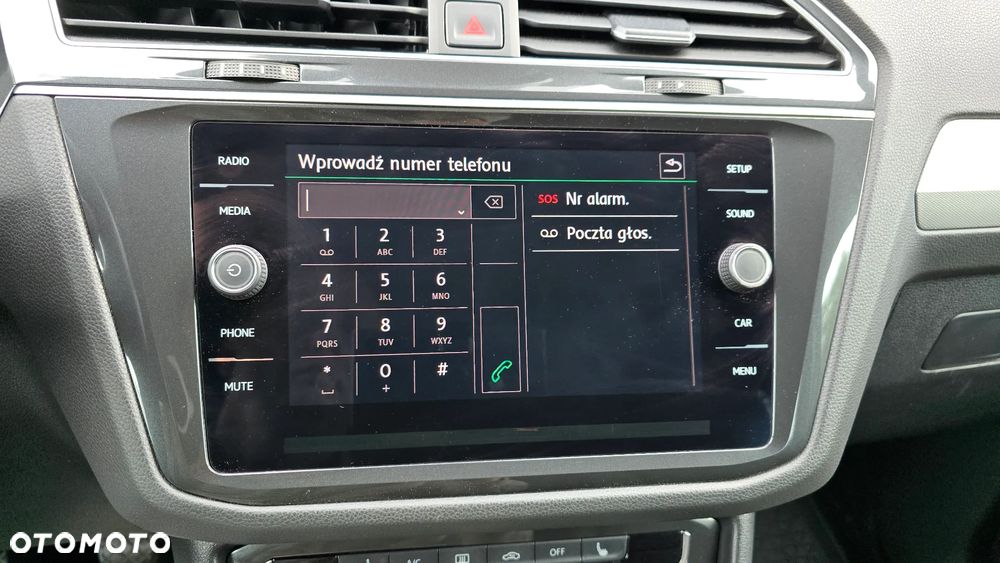 RADIO
MEDIA
PHONE
MUTE
Wprowadź numer telefonu
1
2 ABC
3 DEF
4 GHI
5 JKL
6 MNO
7 PQRS
8 TUV
9 WXYZ
*
0 +
#
SOS Nr alarm.
Poczta głos.
SETUP
SOUND
CAR
MENU
A/C
OFF
OTOMOTO